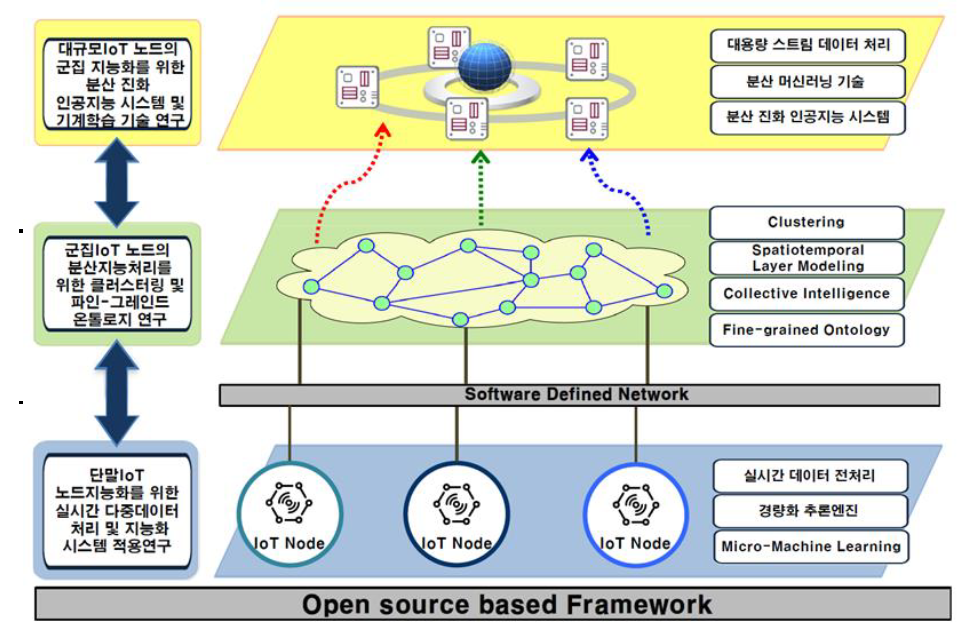 대규모IoT 노드의
군집 지능화를 위한
분산 진화
인공지능 시스템 및
기계학습 기술 연구
대용량 스트림 데이터 처리
분산 머신러닝 기술
분산 진화 인공지능 시스템
군집IoT 노드의
분산지능처리를
위한 클러스터링 및
파인-그레인드
온톨로지 연구
Clustering
Spatiotemporal
Layer Modeling
Collective Intelligence
Fine-grained Ontology
Software Defined Network
단말IoT
노드지능화를 위한
실시간 다중데이터
처리 및 지능화
시스템 적용연구
IoT Node
IoT Node
IoT Node
실시간 데이터 전처리
경량화 추론엔진
Micro-Machine Learning
Open source based Framework